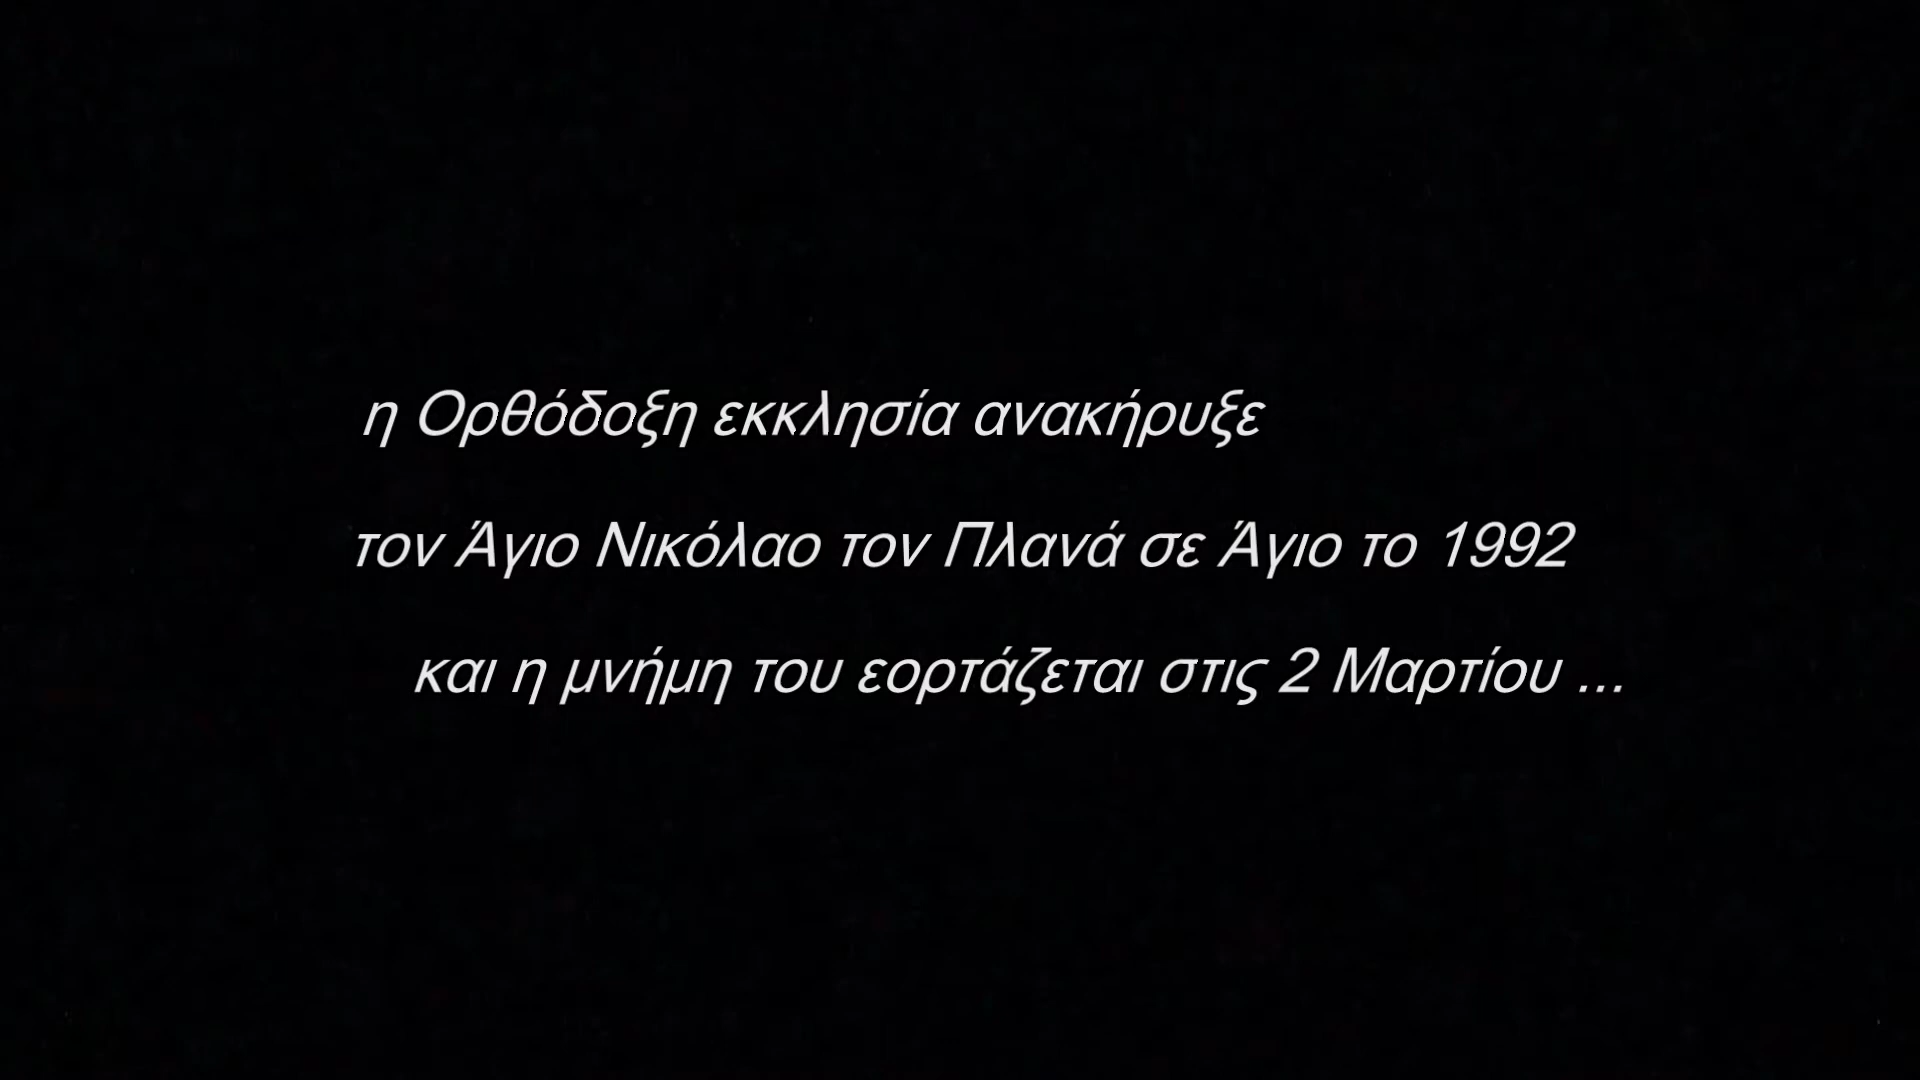 η Ορθόδοξη εκκλησία ανακήρυξε
τον Άγιο Νικόλαο τον Πλανά σε Άγιο το 1992
και η μνήμη του εορτάζεται στις 2 Μαρτίου ...